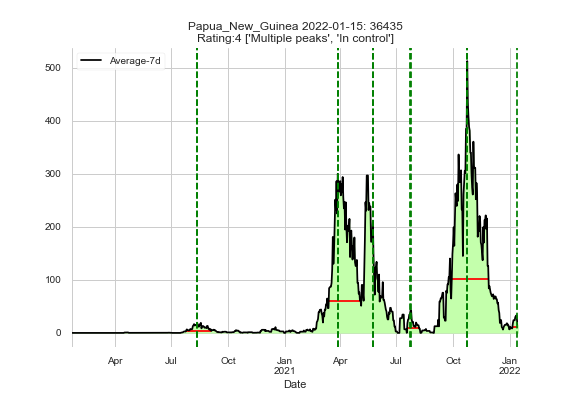 Papua_New_Guinea 2022-01-15: 36435
Rating:4 ['Multiple peaks', 'In control']
Average-7d
500
400
300
200
100
0
Apr
Jul
Oct
Jan
2021
Apr
Jul
Oct
Jan
2022
Date